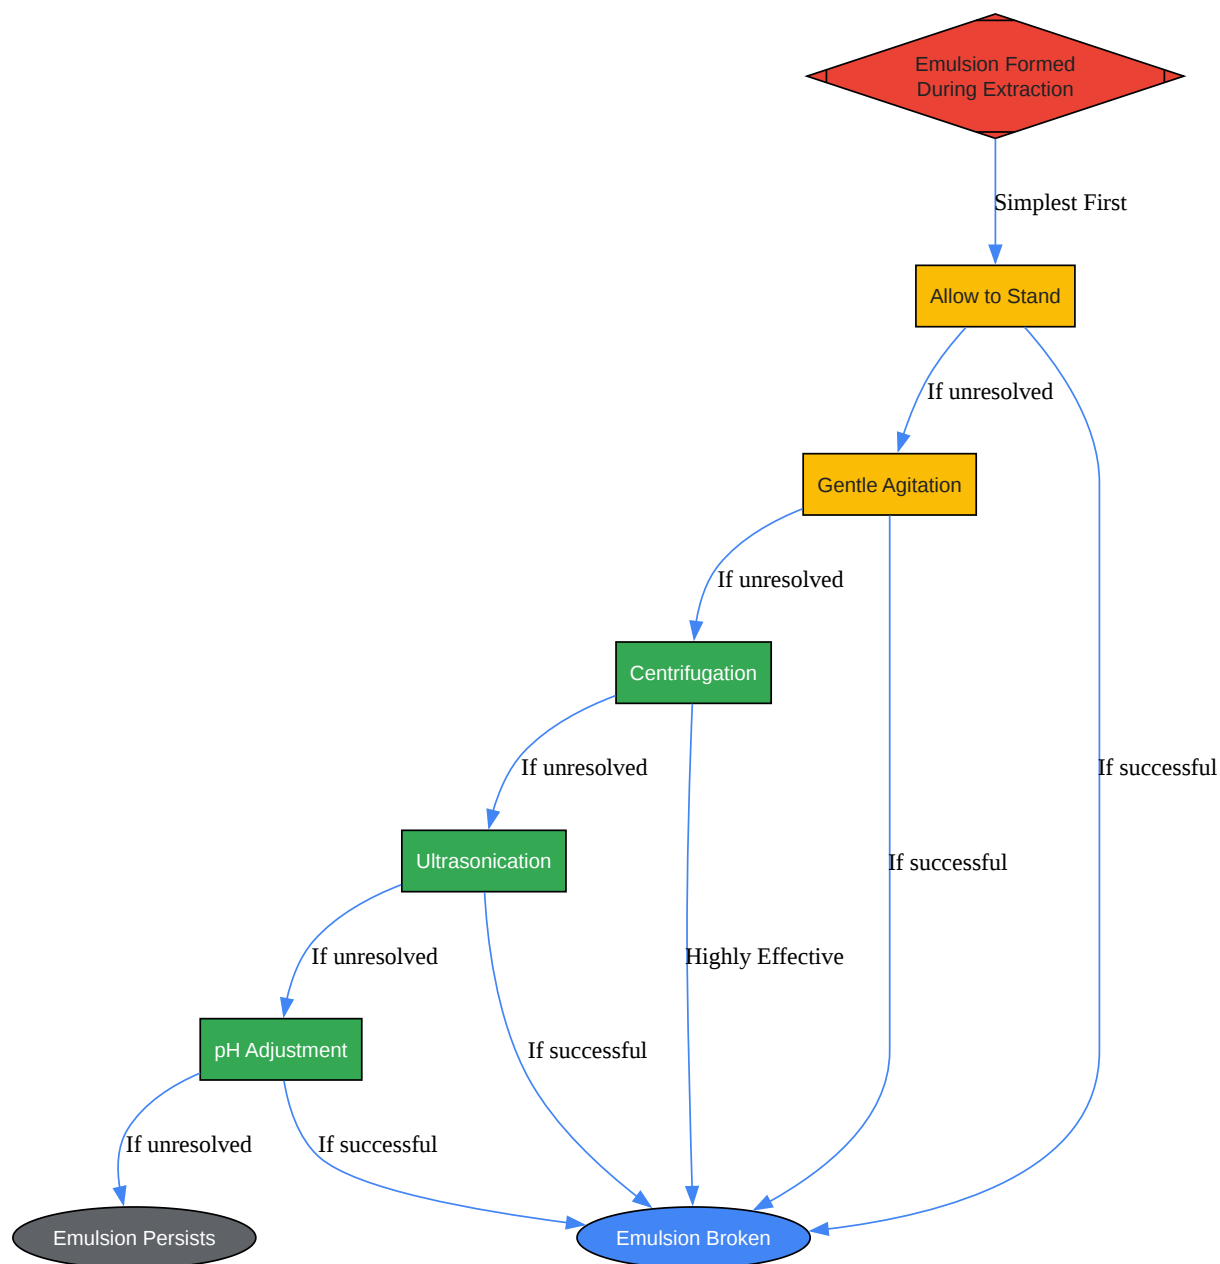 Emulsion Formed
During Extraction
Simplest First
Allow to Stand
If unresolved
Gentle Agitation
If unresolved
Centrifugation
If unresolved
If successful
Ultrasonication
If successful
If unresolved
Highly Effective
pH Adjustment
If successful
If unresolved
If successful
Emulsion Persists
Emulsion Broken